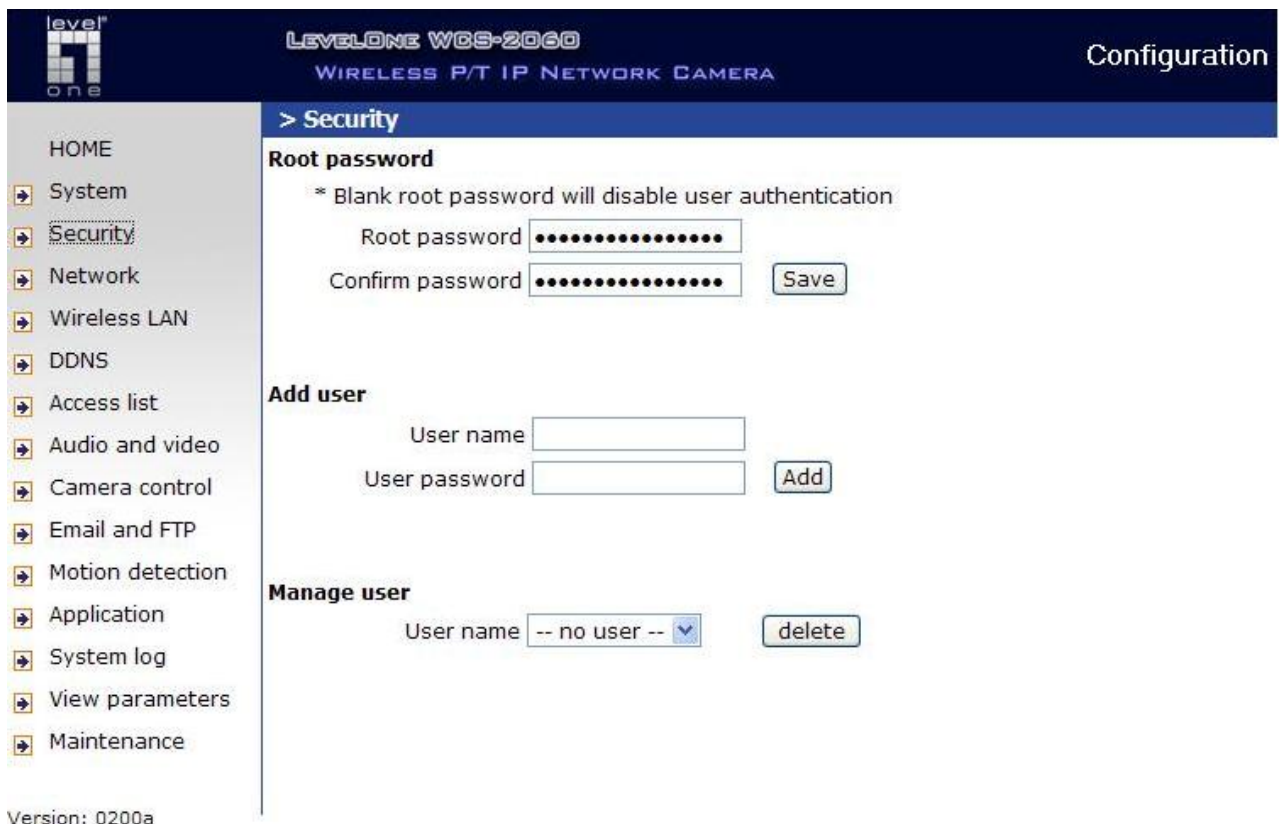 level
one
LEVELONE WCS-2060
WIRELESS P/T IP NETWORK CAMERA
Configuration
HOME
System
Security
Network
Wireless LAN
DDNS
Access list
Audio and video
Camera control
Email and FTP
Motion detection
Application
System log
View parameters
Maintenance
Version: 0200a
> Security
Root password
* Blank root password will disable user authentication
Root password ●●●●●●●●●●●●●●●●
Confirm password ●●●●●●●●●●●●●●●● Save
Add user
User name
User password Add
Manage user
User name -- no user -- delete